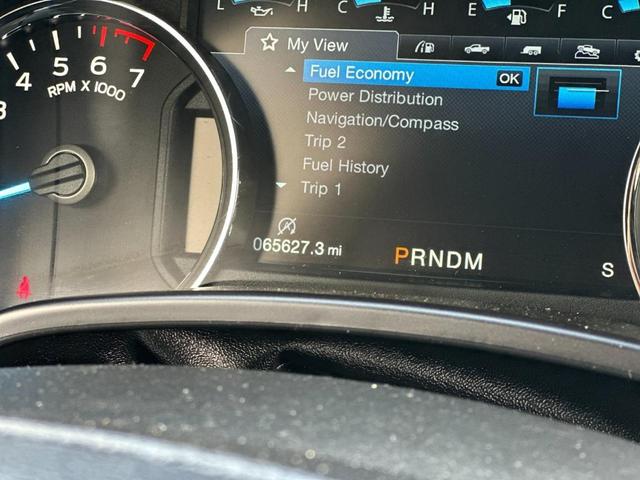 L H C H E F C
My View
Fuel Economy OK
Power Distribution
Navigation/Compass
Trip 2
Fuel History
Trip 1
065627.3 mi
PRNDM
S
3 4 5 6 7
RPM X 1000